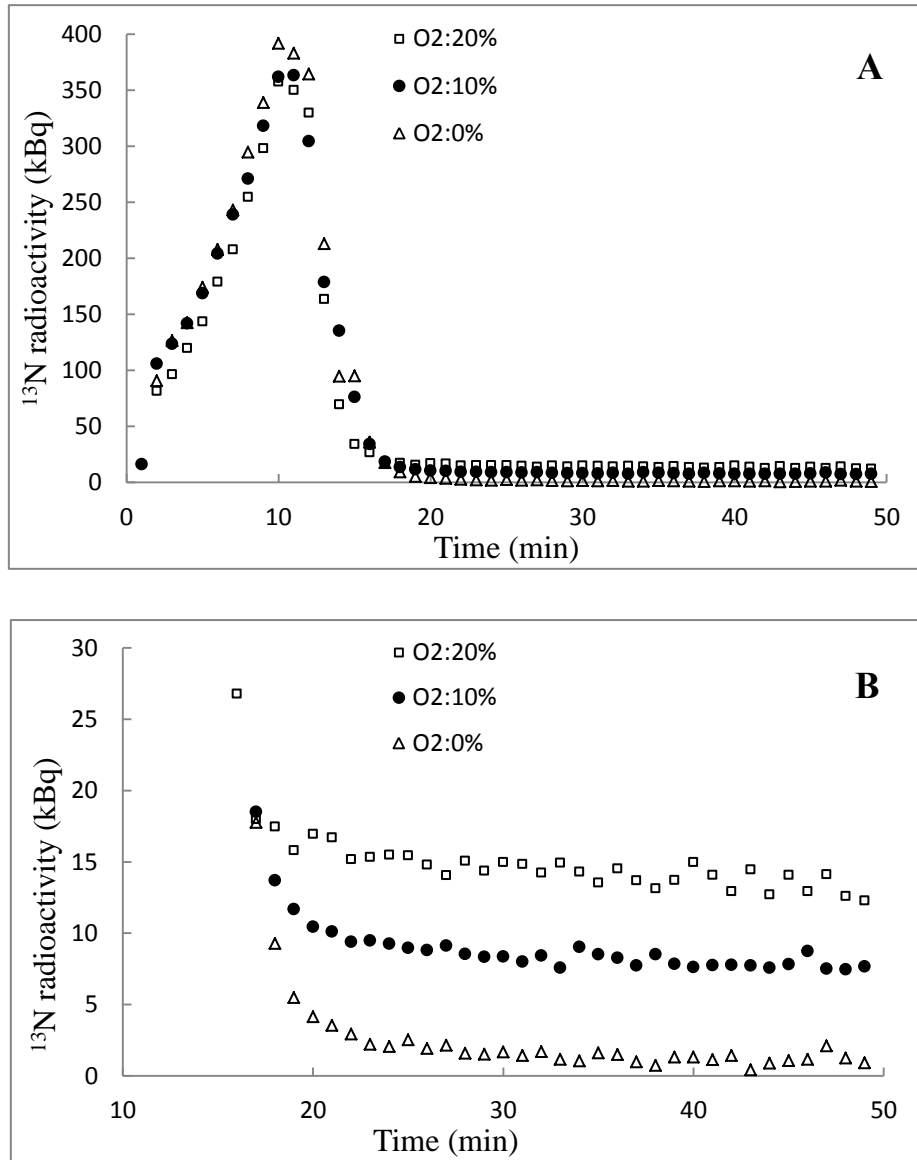 400
350
300
250
200
150
100
50
0
¹³N radioactivity (kBq)
O2:20%
O2:10%
O2:0%
A
0 10 20 30 40 50
Time (min)
30
25
20
15
10
5
0
¹³N radioactivity (kBq)
O2:20%
O2:10%
O2:0%
B
10 20 30 40 50
Time (min)